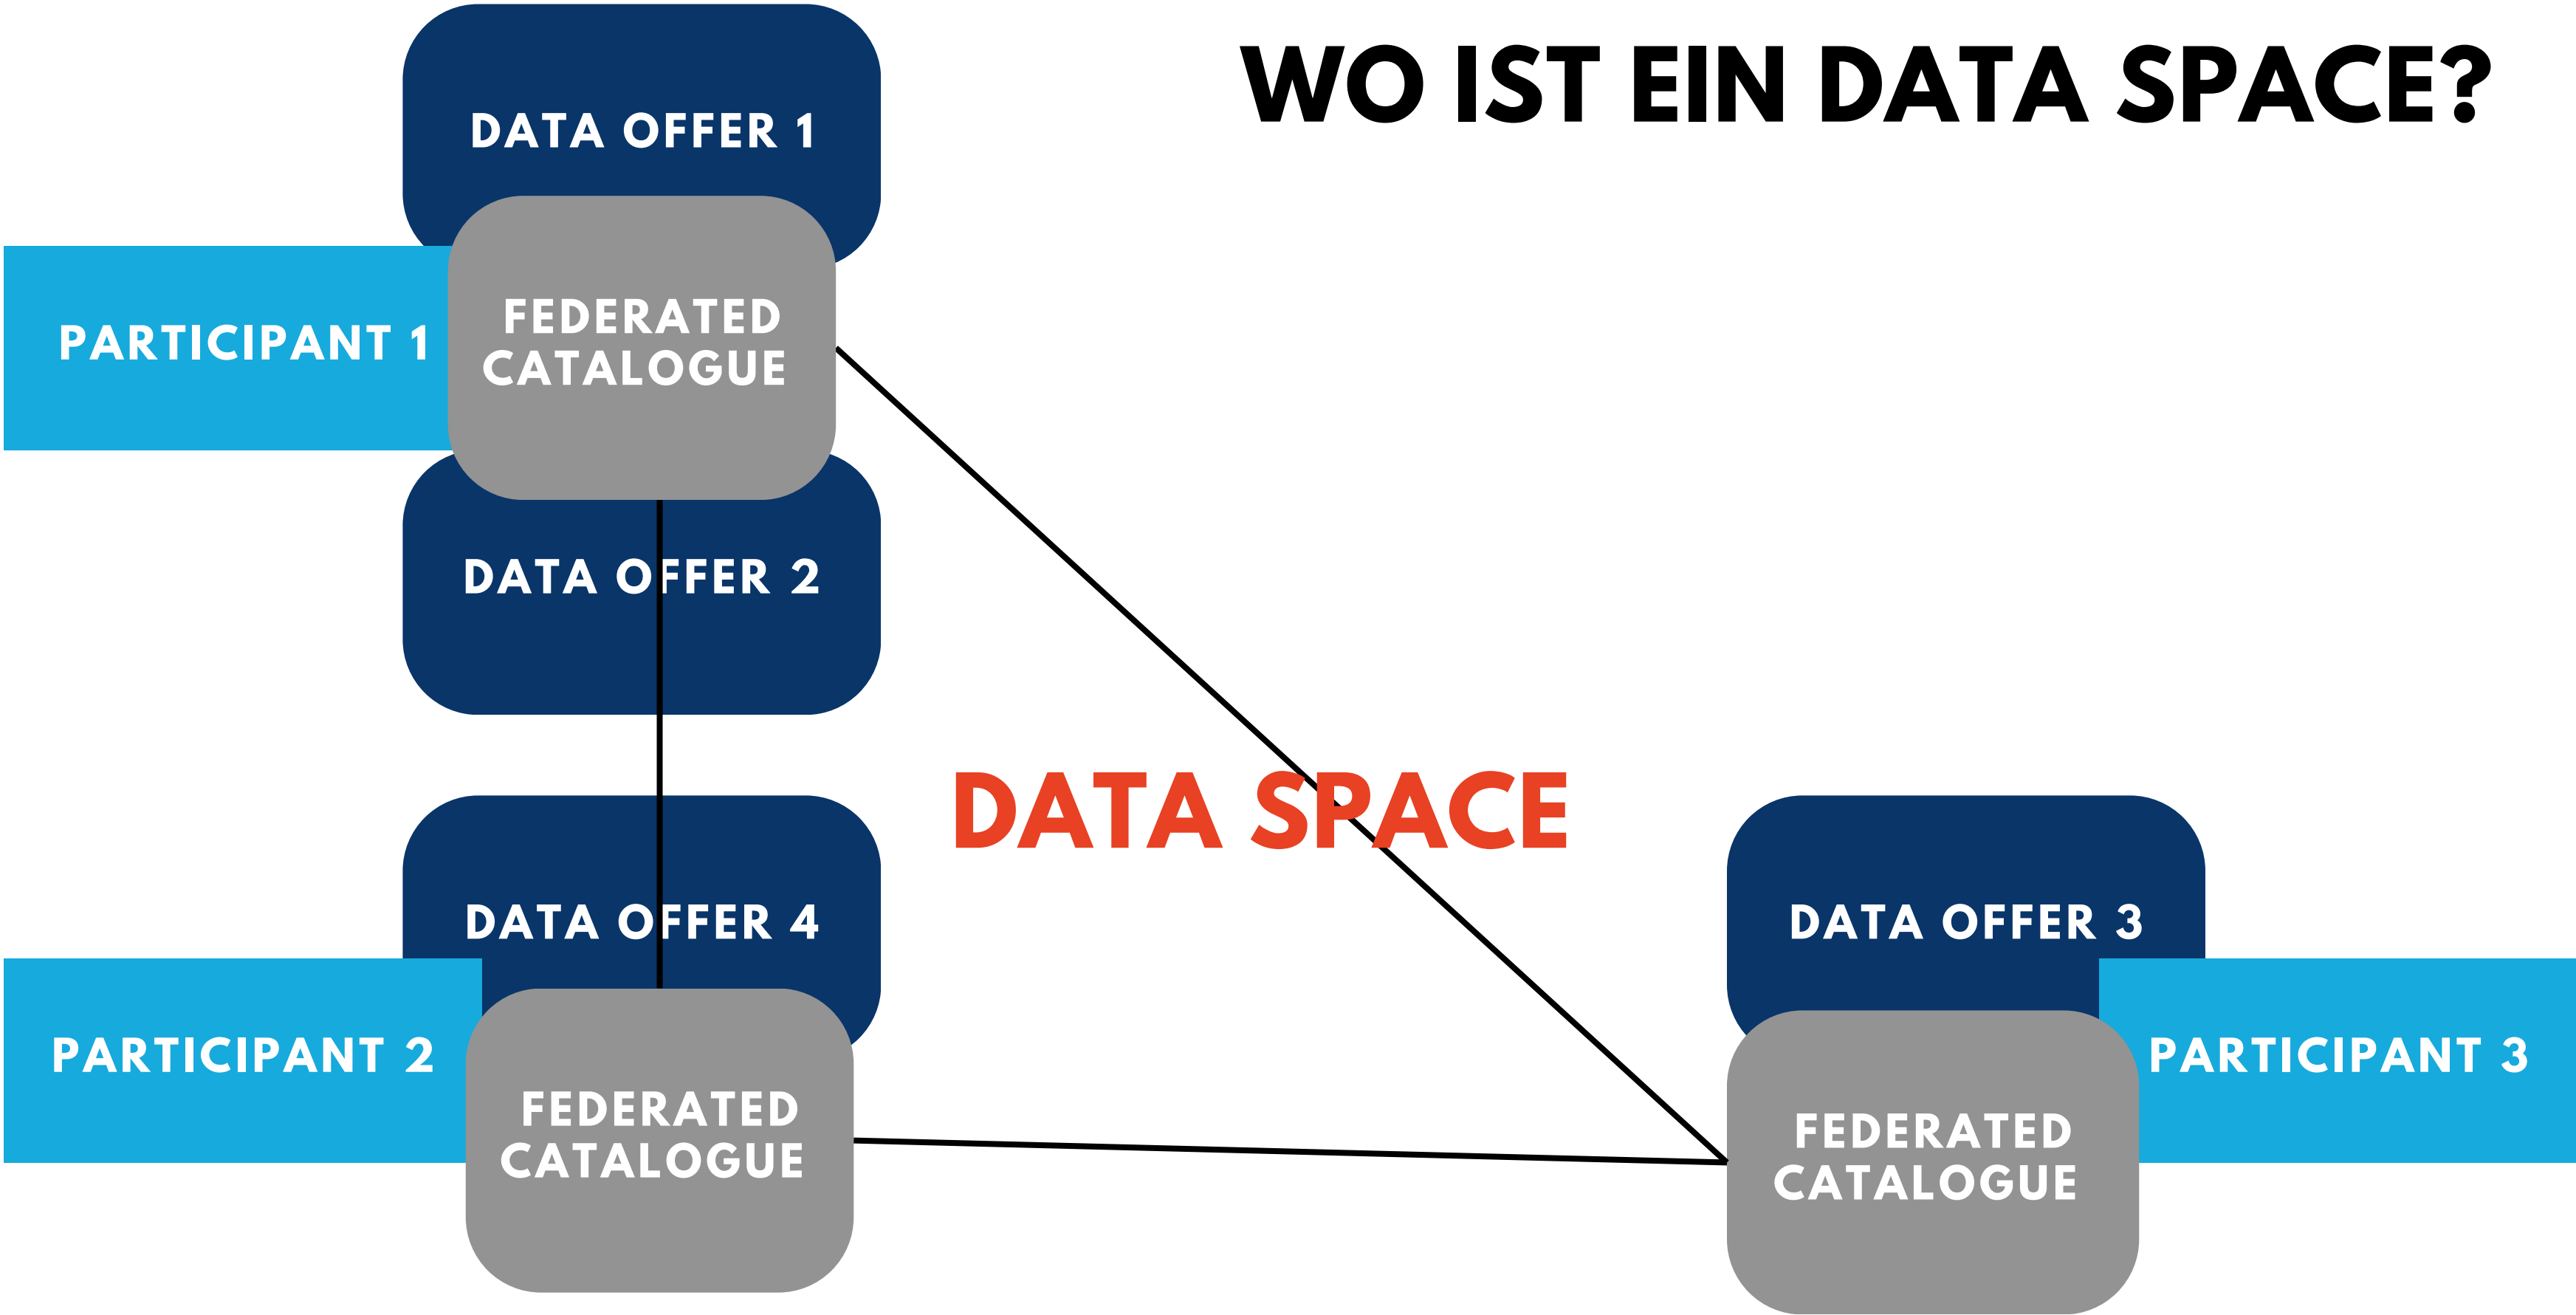 WO IST EIN DATA SPACE?
DATA OFFER 1
PARTICIPANT 1
FEDERATED
CATALOGUE
DATA OFFER 2
DATA SPACE
DATA OFFER 4
DATA OFFER 3
PARTICIPANT 2
PARTICIPANT 3
FEDERATED
CATALOGUE
FEDERATED
CATALOGUE